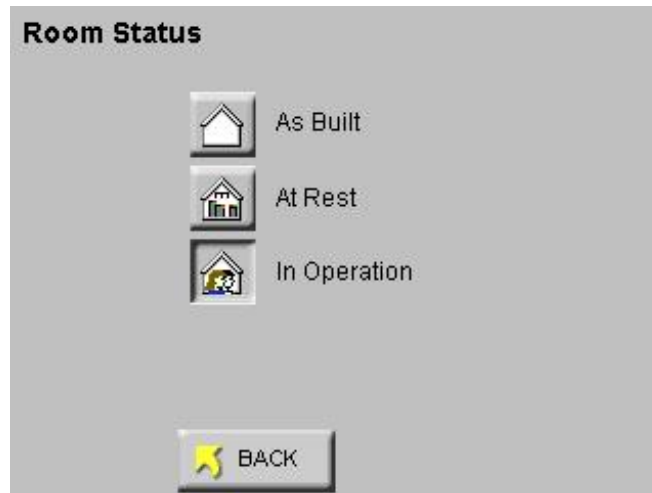 Room Status
As Built
At Rest
In Operation
BACK